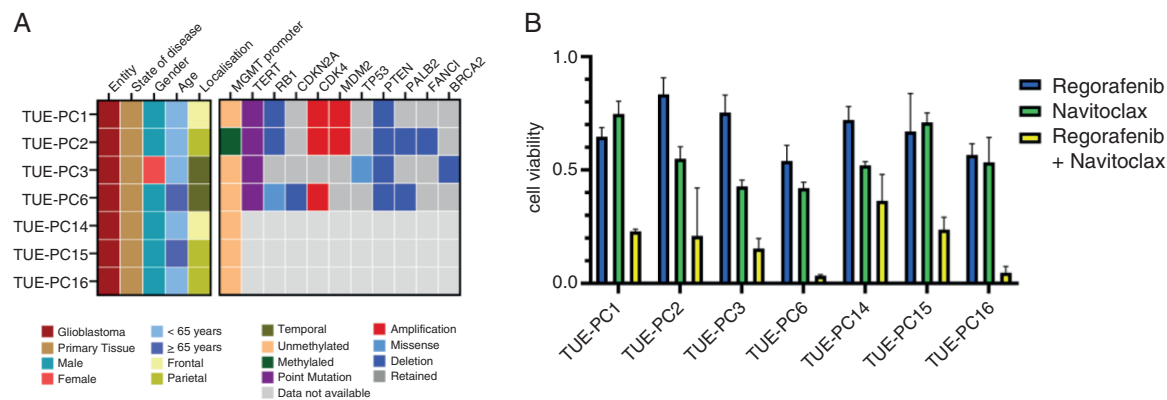 A
Entity
State of disease
Gender
Age
Localisation
MGMT promoter
TERT
RB1
CDKN2A
CDK4
MDM2
TP53
PTEN
PALB2
FANCI
BRCA2
TUE-PC1
TUE-PC2
TUE-PC3
TUE-PC6
TUE-PC14
TUE-PC15
TUE-PC16
Glioblastoma
Primary Tissue
Male
Female
< 65 years
≥ 65 years
Frontal
Parietal
Temporal
Unmethylated
Methylaled
Point Mutation
Data not available
Amplification
Missense
Deletion
Retained
B
1.0
0.5
0.0
cell viability
TUE-PC1
TUE-PC2
TUE-PC3
TUE-PC6
TUE-PC14
TUE-PC15
TUE-PC16
Regorafenib
Navitoclax
Regorafenib
+ Navitoclax